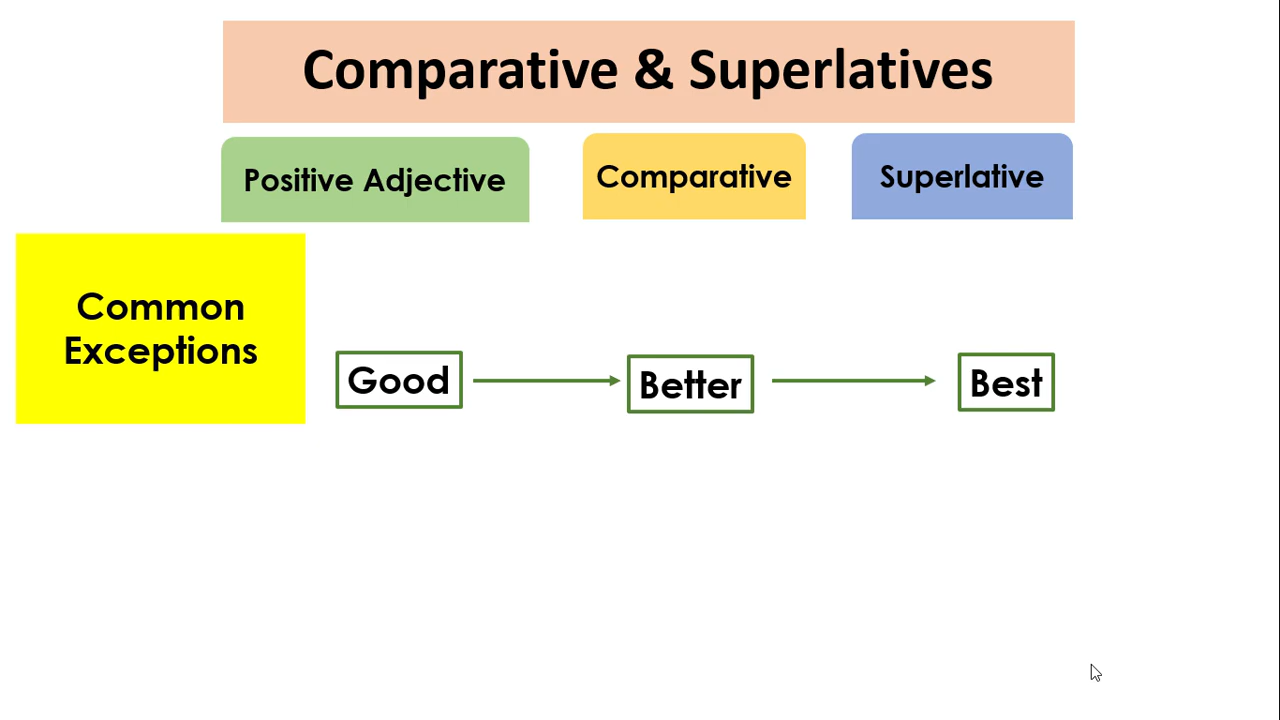 Comparative & Superlatives
Positive Adjective
Comparative
Superlative
Common
Exceptions
Good
Better
Best